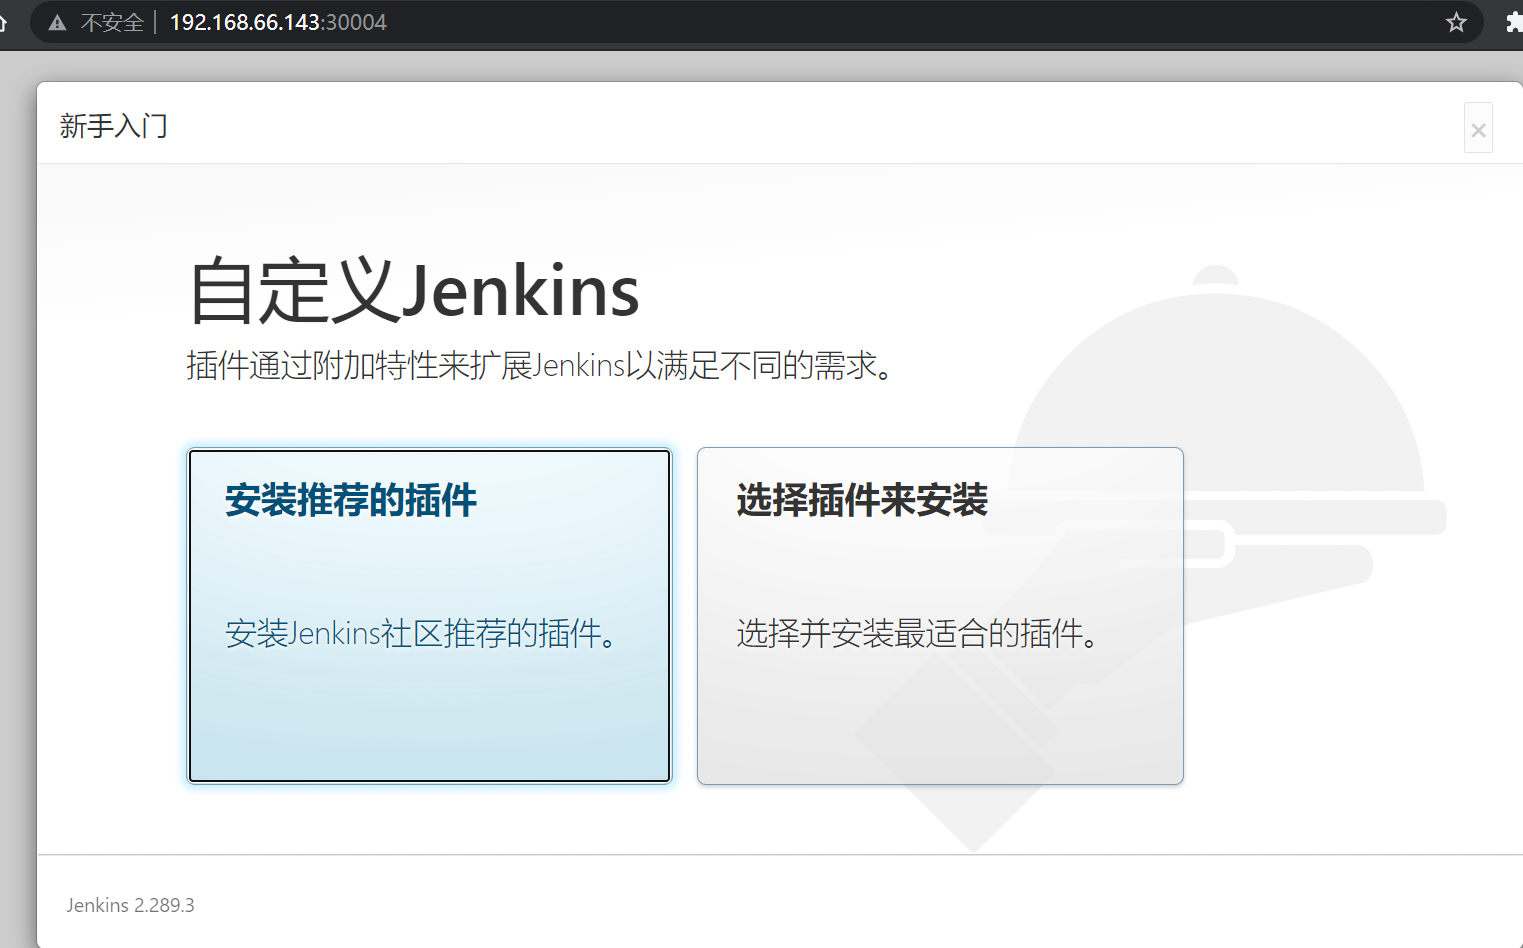 不安全 | 192.168.66.143:30004
新手入门
×
自定义Jenkins
插件通过附加特性来扩展Jenkins以满足不同的需求。
安装推荐的插件
安装Jenkins社区推荐的插件。
选择插件来安装
选择并安装最适合的插件。
Jenkins 2.289.3